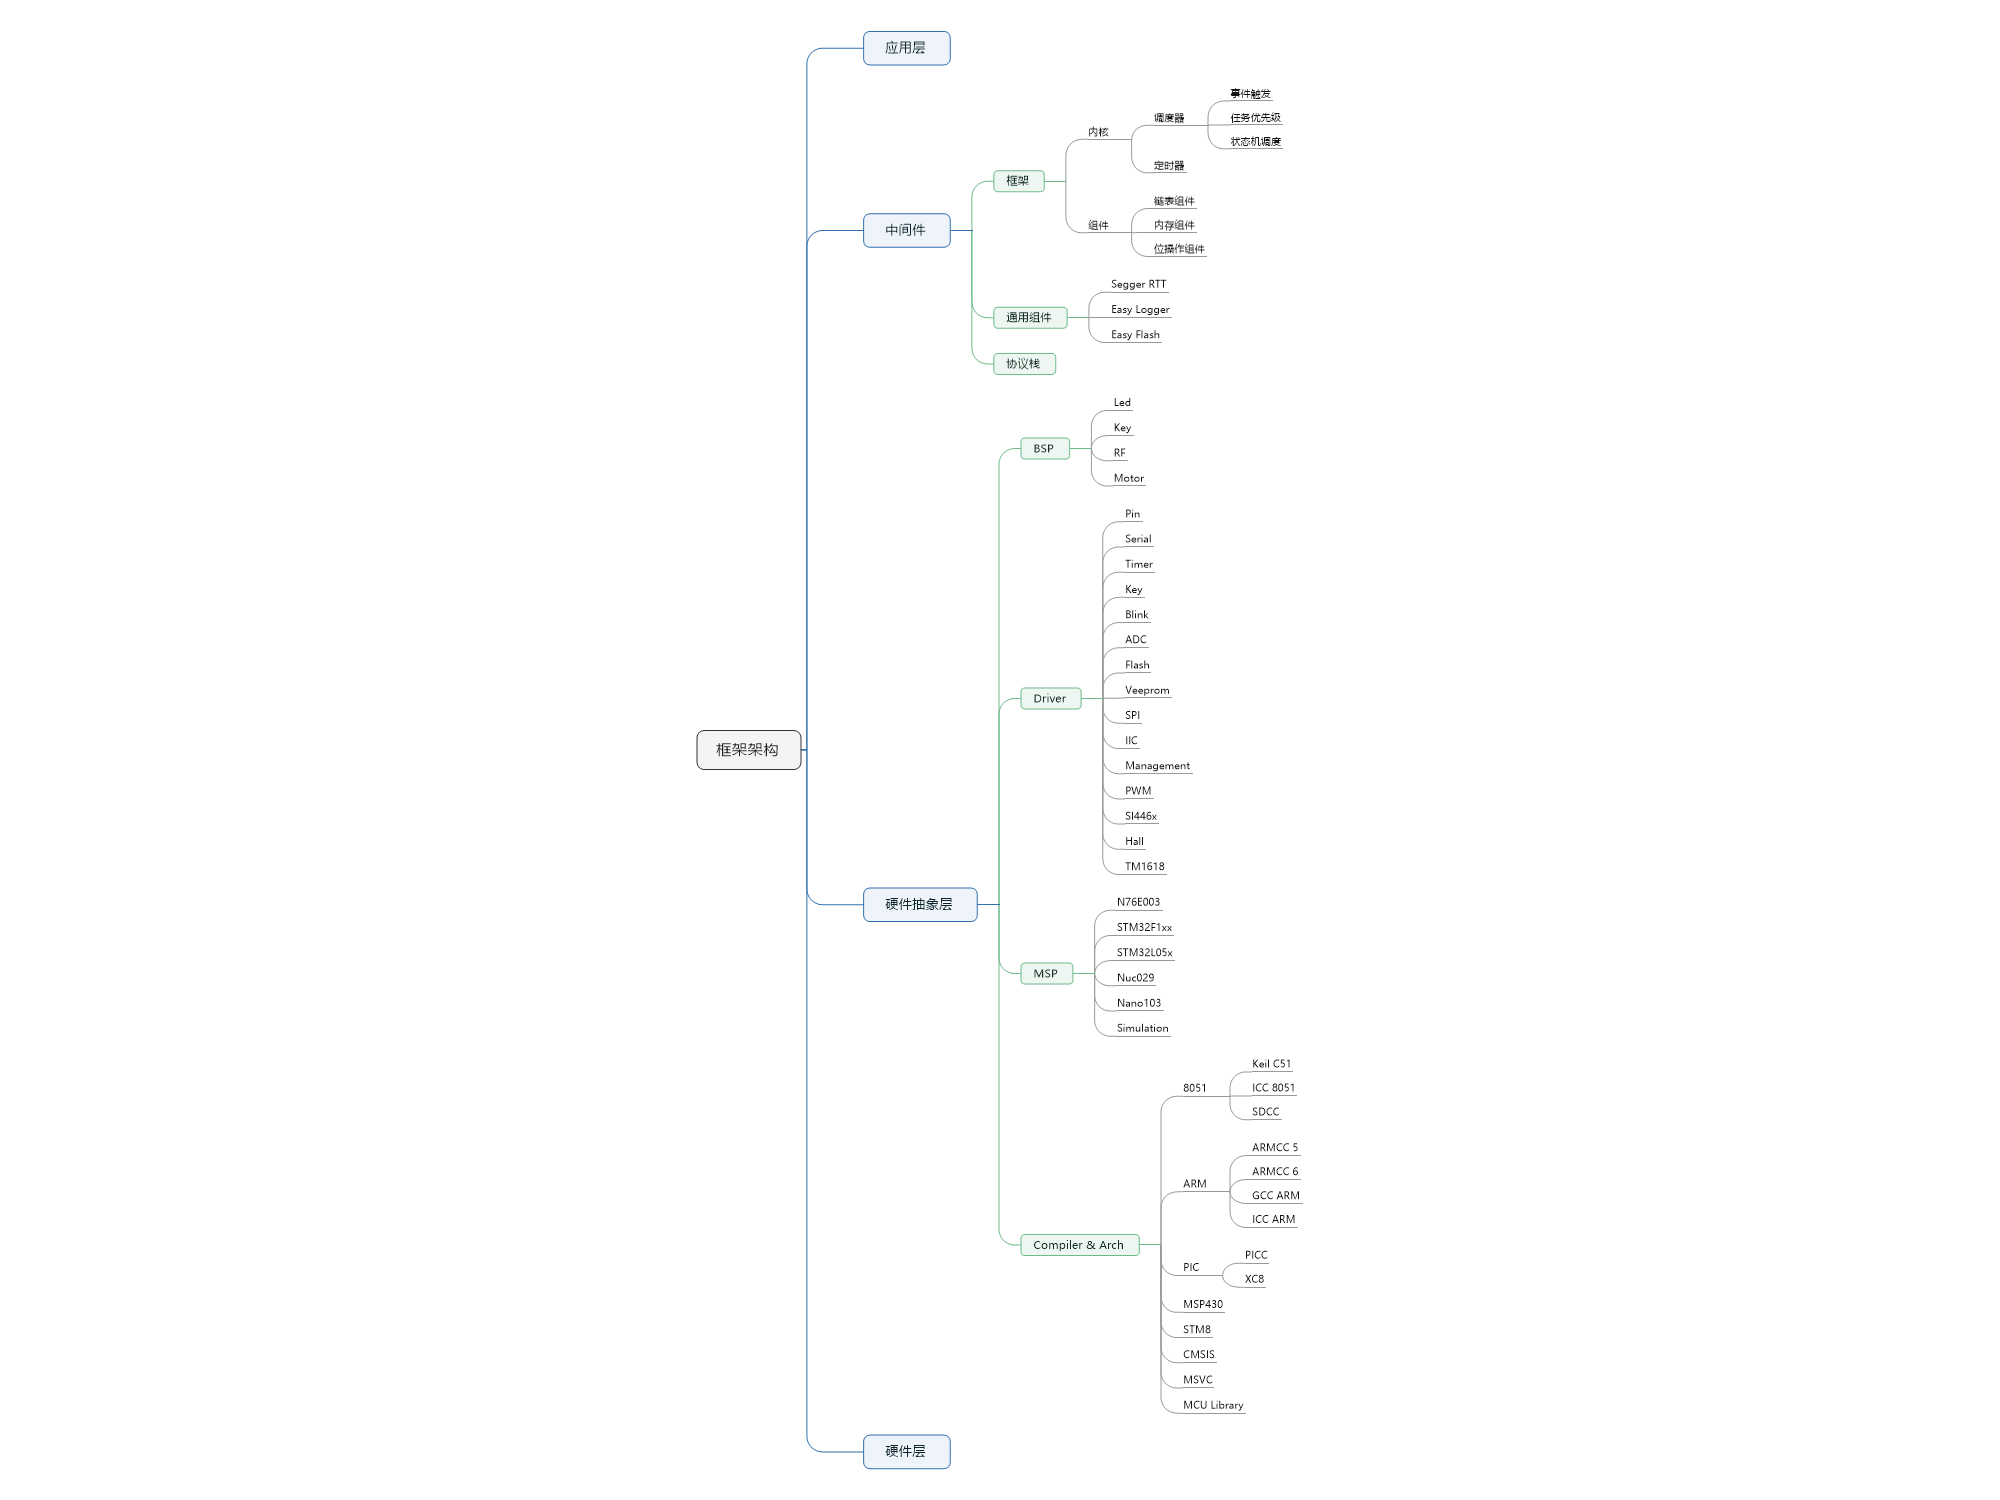 框架架构
应用层
中间件
框架
内核
调度器
事件触发
任务优先级
状态机调度
定时器
组件
链表组件
内存组件
位操作组件
通用组件
Segger RTT
Easy Logger
Easy Flash
协议栈
硬件抽象层
BSP
Led
Key
RF
Motor
Driver
Pin
Serial
Timer
Key
Blink
ADC
Flash
Veeprom
SPI
IIC
Management
PWM
SI446x
Hall
TM1618
MSP
N76E003
STM32F1xx
STM32L05x
Nuc029
Nano103
Simulation
Compiler & Arch
8051
Keil C51
ICC 8051
SDCC
ARM
ARMCC 5
ARMCC 6
GCC ARM
ICC ARM
PIC
PICC
XC8
MSP430
STM8
CMSIS
MSVC
MCU Library
硬件层